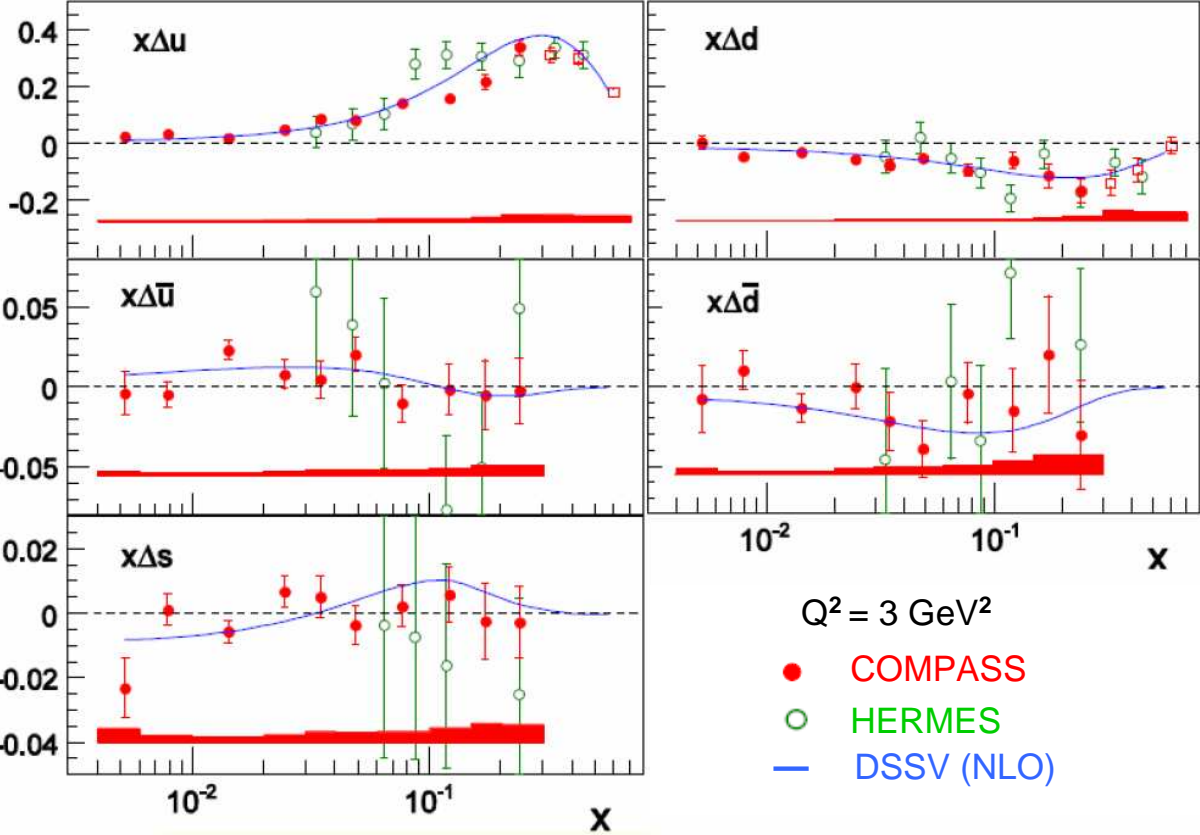 xΔu
0.4
0.2
0
-0.2
xΔd
xΔū
0.05
0
-0.05
xΔd̄
10⁻² 10⁻¹
x
xΔs
0.02
0
-0.02
-0.04
10⁻² 10⁻¹
x
Q² = 3 GeV²
COMPASS
HERMES
DSSV (NLO)